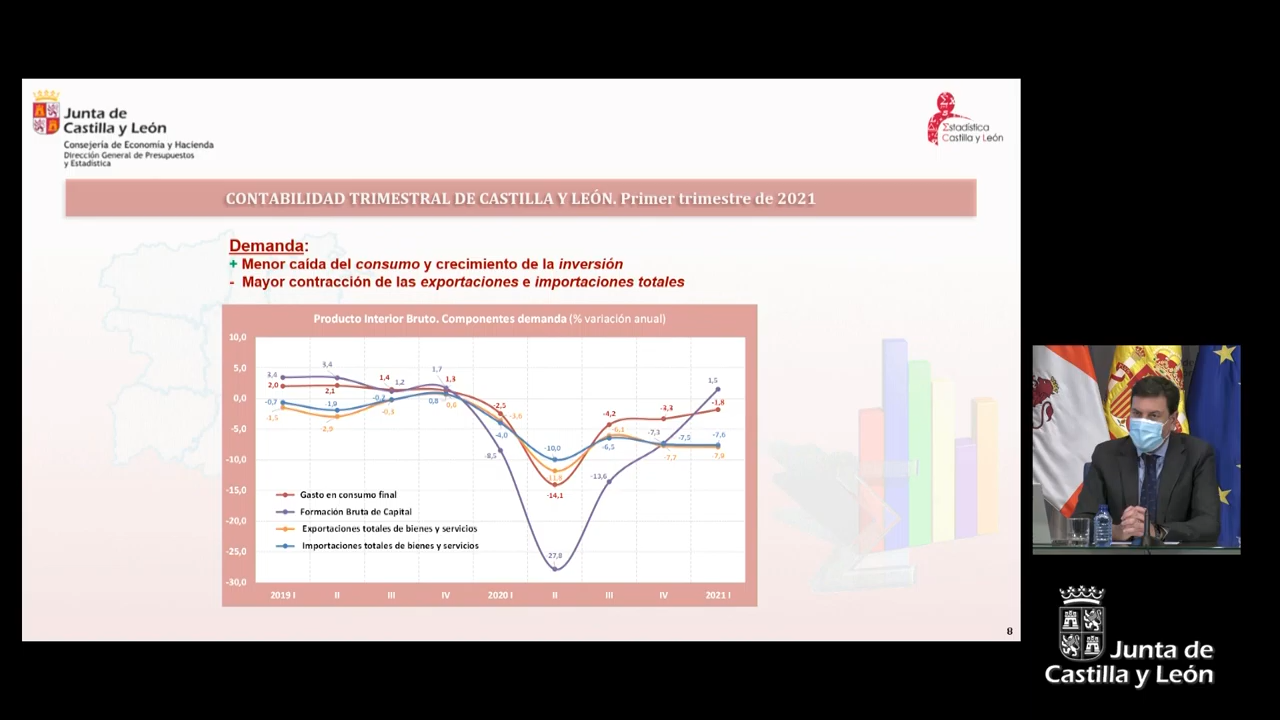 Junta de
Castilla y León
Consejería de Economía y Hacienda
Dirección General de Presupuestos
y Estadística
Estadística
Castilla y León
CONTABILIDAD TRIMESTRAL DE CASTILLA Y LEÓN. Primer trimestre de 2021
Demanda:
+ Menor caída del consumo y crecimiento de la inversión
- Mayor contracción de las exportaciones e importaciones totales
Producto Interior Bruto. Componentes demanda (% variación anual)
10,0
5,0
0,0
-5,0
-10,0
-15,0
-20,0
-25,0
-30,0
3,4
3,4
1,2
1,7
-8,5
-27,8
-13,6
-7,3
1,5
2,0
2,1
1,4
1,3
-2,5
-14,1
-4,2
-3,3
-1,8
-0,7
-1,9
-0,2
0,8
-4,0
-10,0
-6,5
-7,5
-7,6
-1,5
-2,9
-0,3
0,6
-3,6
-11,8
-6,1
-7,7
-7,9
Gasto en consumo final
Formación Bruta de Capital
Exportaciones totales de bienes y servicios
Importaciones totales de bienes y servicios
2019 I II III IV 2020 I II III IV 2021 I
8
Junta de
Castilla y León